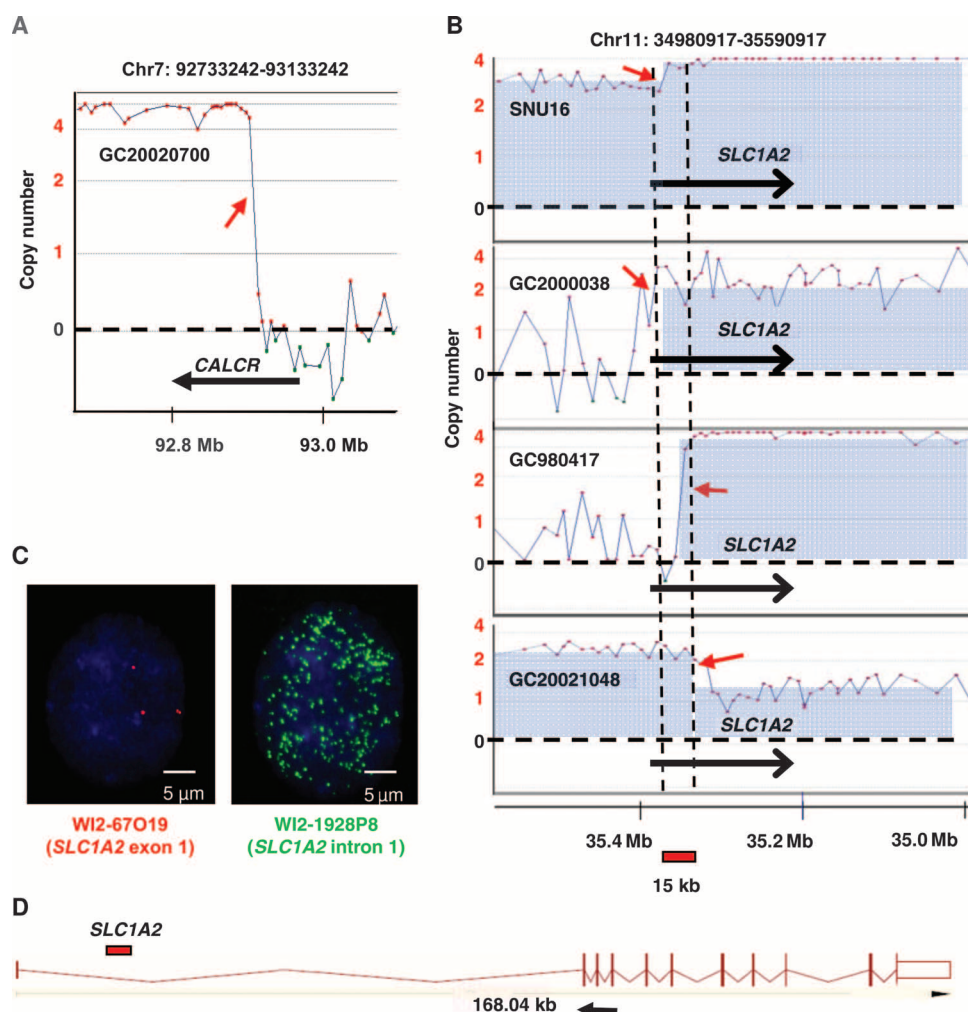 A
Chr7: 92733242-93133242
Copy number
4
2
1
0
GC20020700
CALCR
92.8 Mb
93.0 Mb
B
Chr11: 34980917-35590917
Copy number
Copy number
4
2
1
0
SNU16
SLC1A2
4
2
1
0
GC2000038
SLC1A2
4
2
1
0
GC980417
SLC1A2
4
2
1
0
GC20021048
SLC1A2
35.4 Mb
35.2 Mb
35.0 Mb
15 kb
C
5 µm
5 µm
WI2-67O19
(SLC1A2 exon 1)
WI2-1928P8
(SLC1A2 intron 1)
D
SLC1A2
168.04 kb